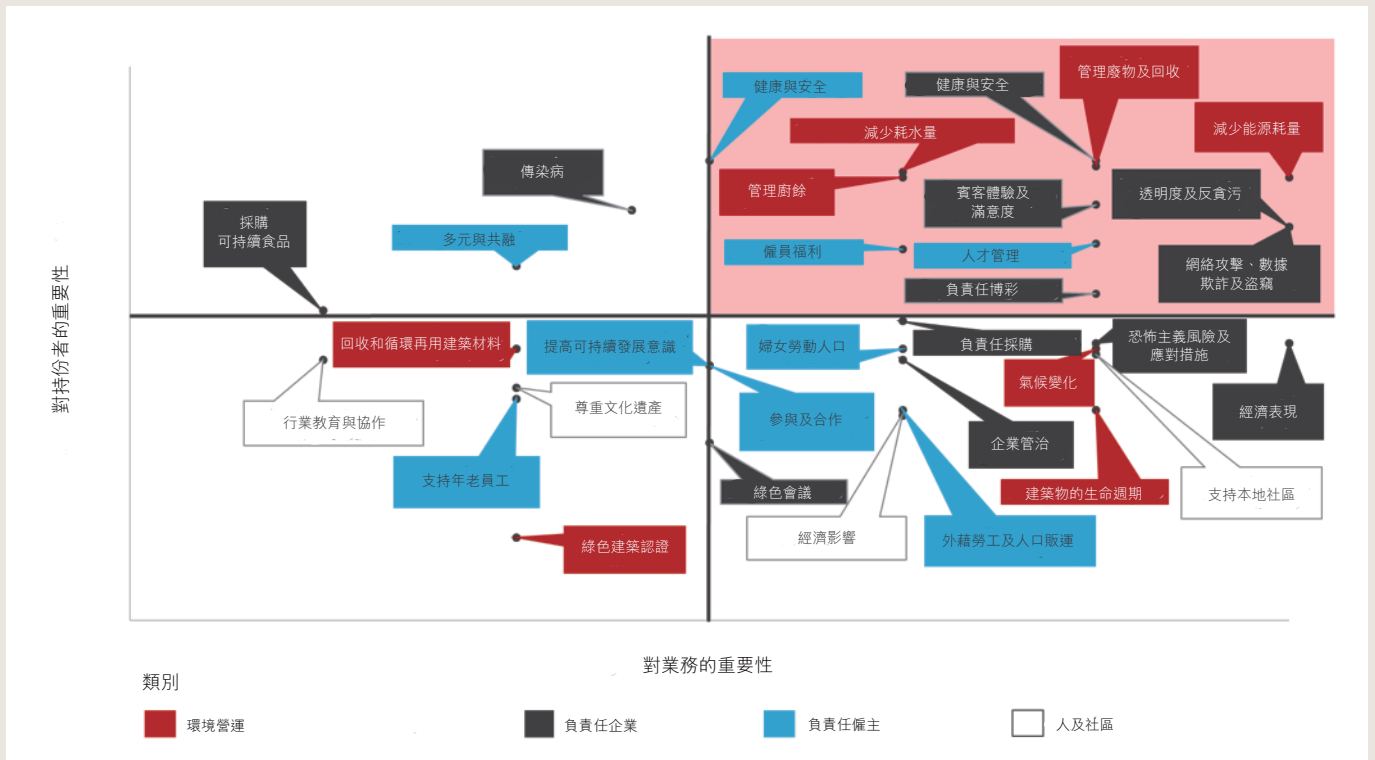 健康與安全
健康與安全
管理廢物及回收
減少耗水量
減少能源耗量
傳染病
管理廚餘
賓客體驗及
滿意度
透明度及反貪污
採購
可持續食品
多元與共融
僱員福利
人才管理
網絡攻擊、數據
欺詐及盜竊
負責任博彩
對持份者的重要性
回收和循環再用建築材料
提高可持續發展意識
婦女勞動人口
負責任採購
恐怖主義風險及
應對措施
氣候變化
行業教育與協作
尊重文化遺產
參與及合作
企業管治
經濟表現
支持年老員工
綠色會議
建築物的生命週期
支持本地社區
綠色建築認證
經濟影響
外藉勞工及人口販運
對業務的重要性
類別
環境營運
負責任企業
負責任僱主
人及社區